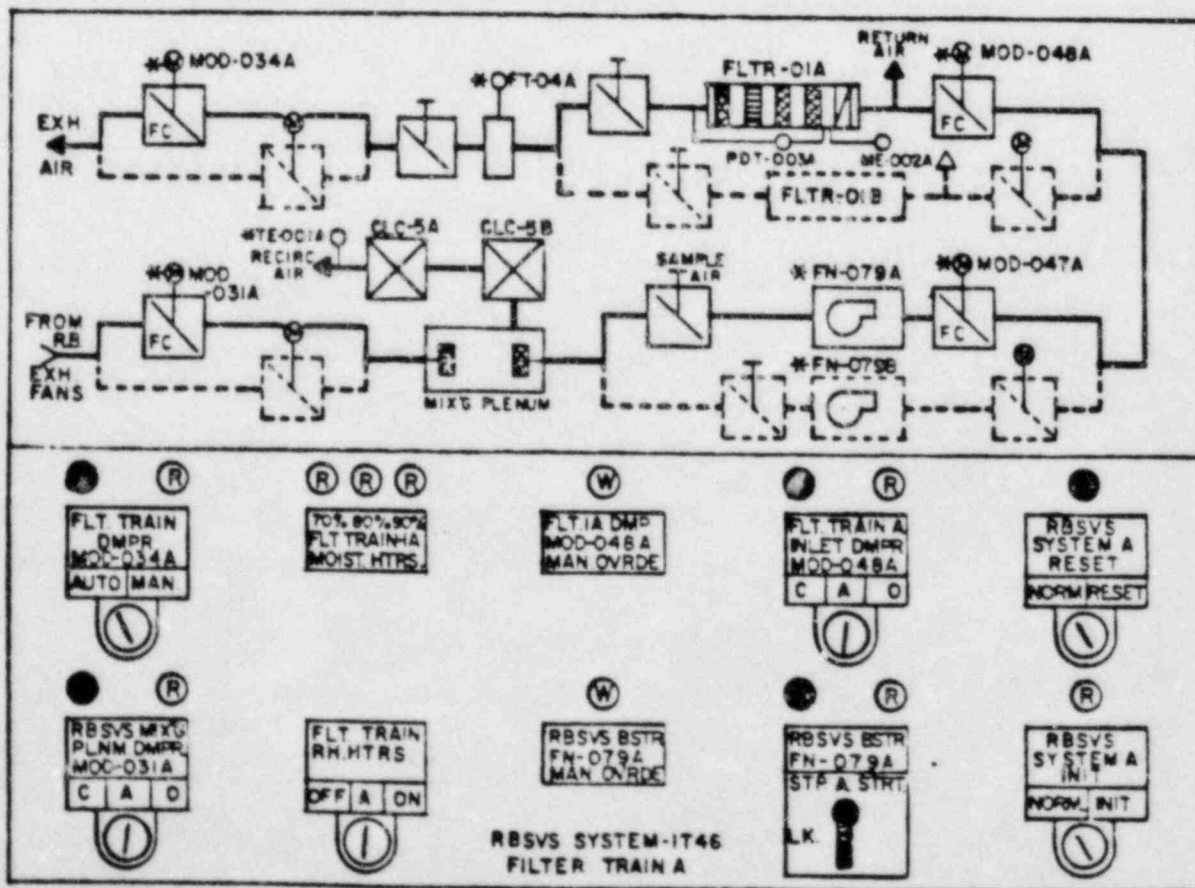 *MOD-034A
*FT-04A
FLTR-01A
RETURN
AIR
*MOD-048A
EXH.
AIR
FC
FC
PDT-003A
ME-002A
FLTR-01B
*TE-001A
RECIRC
AIR
CLC-5A
CLC-5B
*MOD
-031A
SAMPLE
AIR
*FN-079A
*MOD-047A
FROM
R.B.
EXH
FANS
FC
FC
MIX'G PLENUM
*FN-079B
R
R R R
W
R
FLT. TRAIN
DMPR
MOD-034A
AUTO MAN.
70% 80% 90%
FLT TRAIN-A
MOIST. HTRS.
FLT.IA DMP
MOD-048A
MAN OVRDE
FLT. TRAIN A
INLET DMPR
MOD-048A
C A O
RBSVS
SYSTEM A
RESET
NORM RESET
R
W
R
R
RBSVS MIX'G
PLNM DMPR
MOD-031A
C A O
FLT TRAIN
RH.HTRS.
OFF A ON
RBSVS BSTR
FN-079A
MAN OVRDE
RBSVS BSTR
FN-079A
STP A STRT.
LK.
RBSVS
SYSTEM A
INIT
NORM. INIT
RBSVS SYSTEM-1T46
FILTER TRAIN A